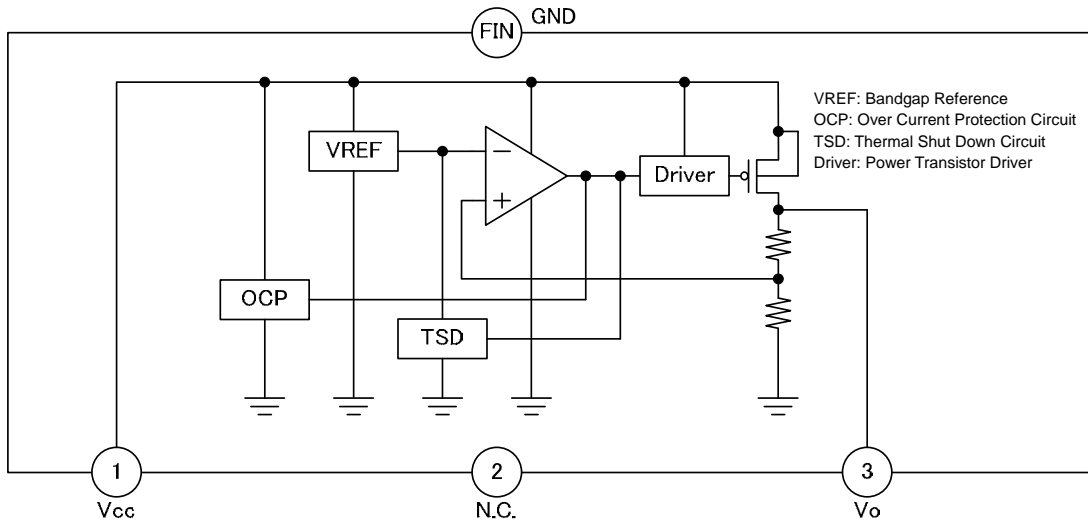 FIN GND
VREF: Bandgap Reference
OCP: Over Current Protection Circuit
TSD: Thermal Shut Down Circuit
Driver: Power Transistor Driver
VREF
−
Driver
+
OCP
TSD
1
2
3
Vcc
N.C.
Vo